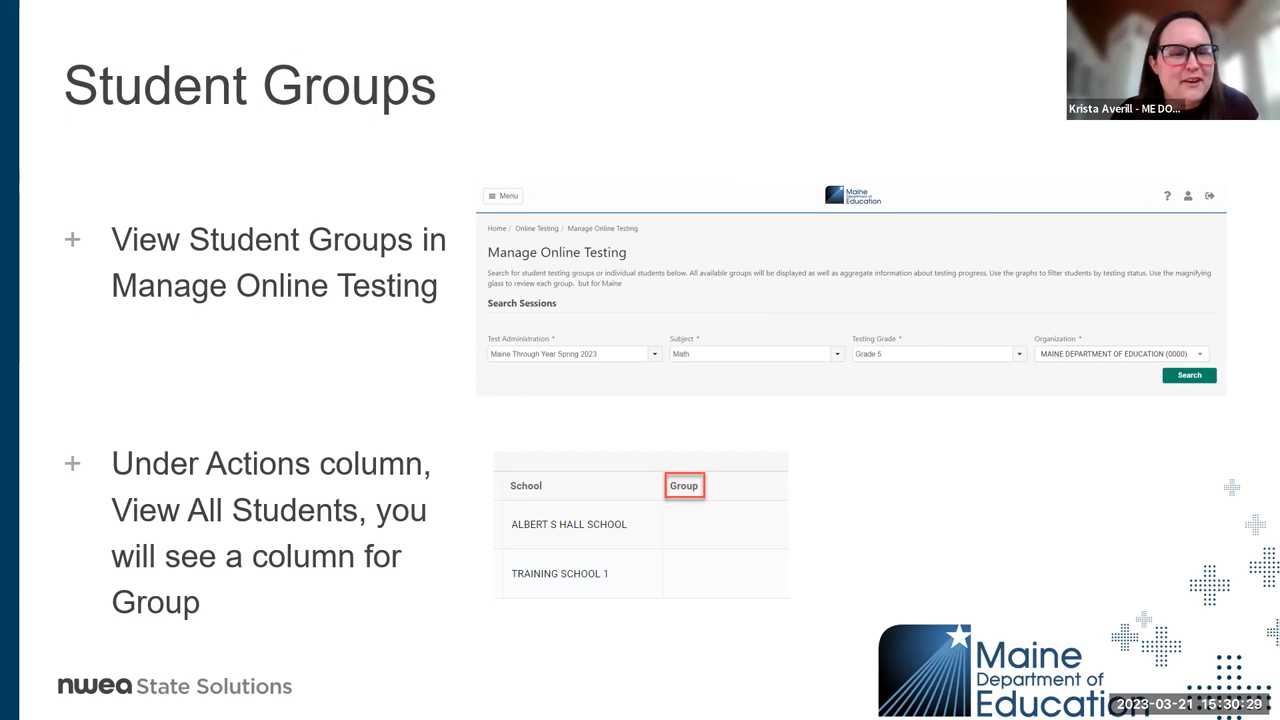 Student Groups
Krista Averill - ME DO...
+ View Student Groups in
Manage Online Testing
Menu
Maine
Department of
Education
?
Home / Online Testing / Manage Online Testing
Manage Online Testing
Search for student testing groups or individual students below. All available groups will be displayed as well as aggregate information about testing progress. Use the graphs to filter students by testing status. Use the magnifying
glass to review each group. but for Maine
Search Sessions
Test Administration * Subject * Testing Grade * Organization *
Maine Through Year Spring 2023 Math Grade 5 MAINE DEPARTMENT OF EDUCATION (0000)
Search
+ Under Actions column,
View All Students, you
will see a column for
Group
School Group
ALBERT S HALL SCHOOL
TRAINING SCHOOL 1
nwea State Solutions
Maine
Department of
Education
2023-03-21 15:30:29